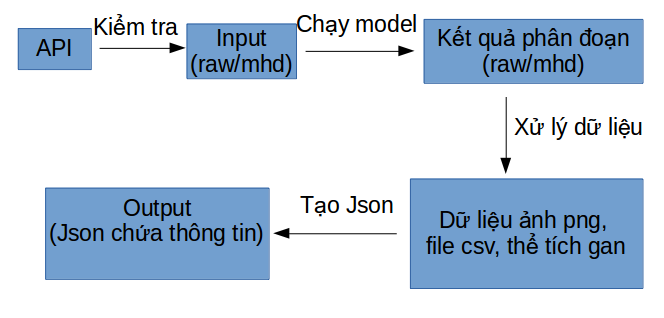 API
Kiểm tra
Input
(raw/mhd)
Chạy model
Kết quả phân đoạn
(raw/mhd)
Xử lý dữ liệu
Dữ liệu ảnh png,
file csv, thể tích gan
Tạo Json
Output
(Json chứa thông tin)